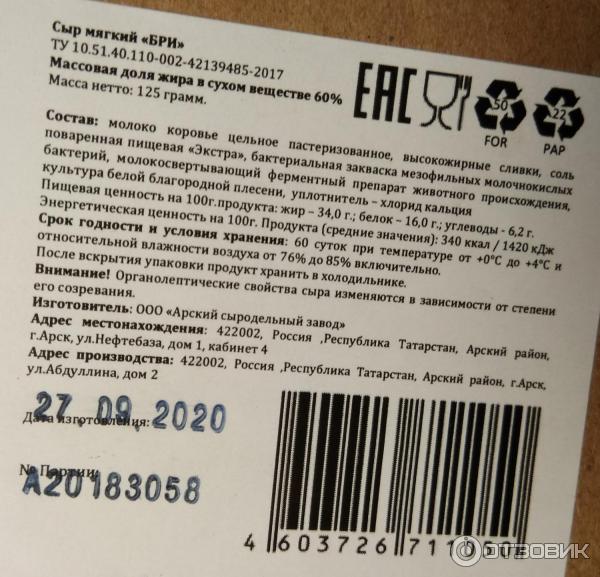 Сыр мягкий «БРИ»
ТУ 10.51.40.110-002-42139485-2017
Массовая доля жира в сухом веществе 60%
Масса нетто: 125 грамм.
EAC
50
FOR
22
PAP
Состав: молоко коровье цельное пастеризованное, высокожирные сливки, соль
поваренная пищевая «Экстра», бактериальная закваска мезофильных молочнокислых
бактерий, молокосвертывающий ферментный препарат животного происхождения,
культура белой благородной плесени, уплотнитель – хлорид кальция
Пищевая ценность на 100г.продукта: жир – 34,0 г.; белок – 16,0 г.; углеводы - 6,2 г.
Энергетическая ценность на 100г. Продукта (средние значения): 340 ккал / 1420 кДж
Срок годности и условия хранения: 60 суток при температуре от +0°С до +4°С и
относительной влажности воздуха от 76% до 85% включительно.
После вскрытия упаковки продукт хранить в холодильнике.
Внимание! Органолептические свойства сыра изменяются в зависимости от степени
его созревания.
Изготовитель: ООО «Арский сыродельный завод»
Адрес местонахождения: 422002, Россия ,Республика Татарстан, Арский район,
г.Арск, ул.Нефтебаза, дом 1, кабинет 4
Адрес производства: 422002, Россия ,Республика Татарстан, Арский район, г.Арск,
ул.Абдуллина, дом 2
27.09.2020
Дата изготовления:
№ Партии:
A20183058
4 603726 711060
ОТЗОВИК